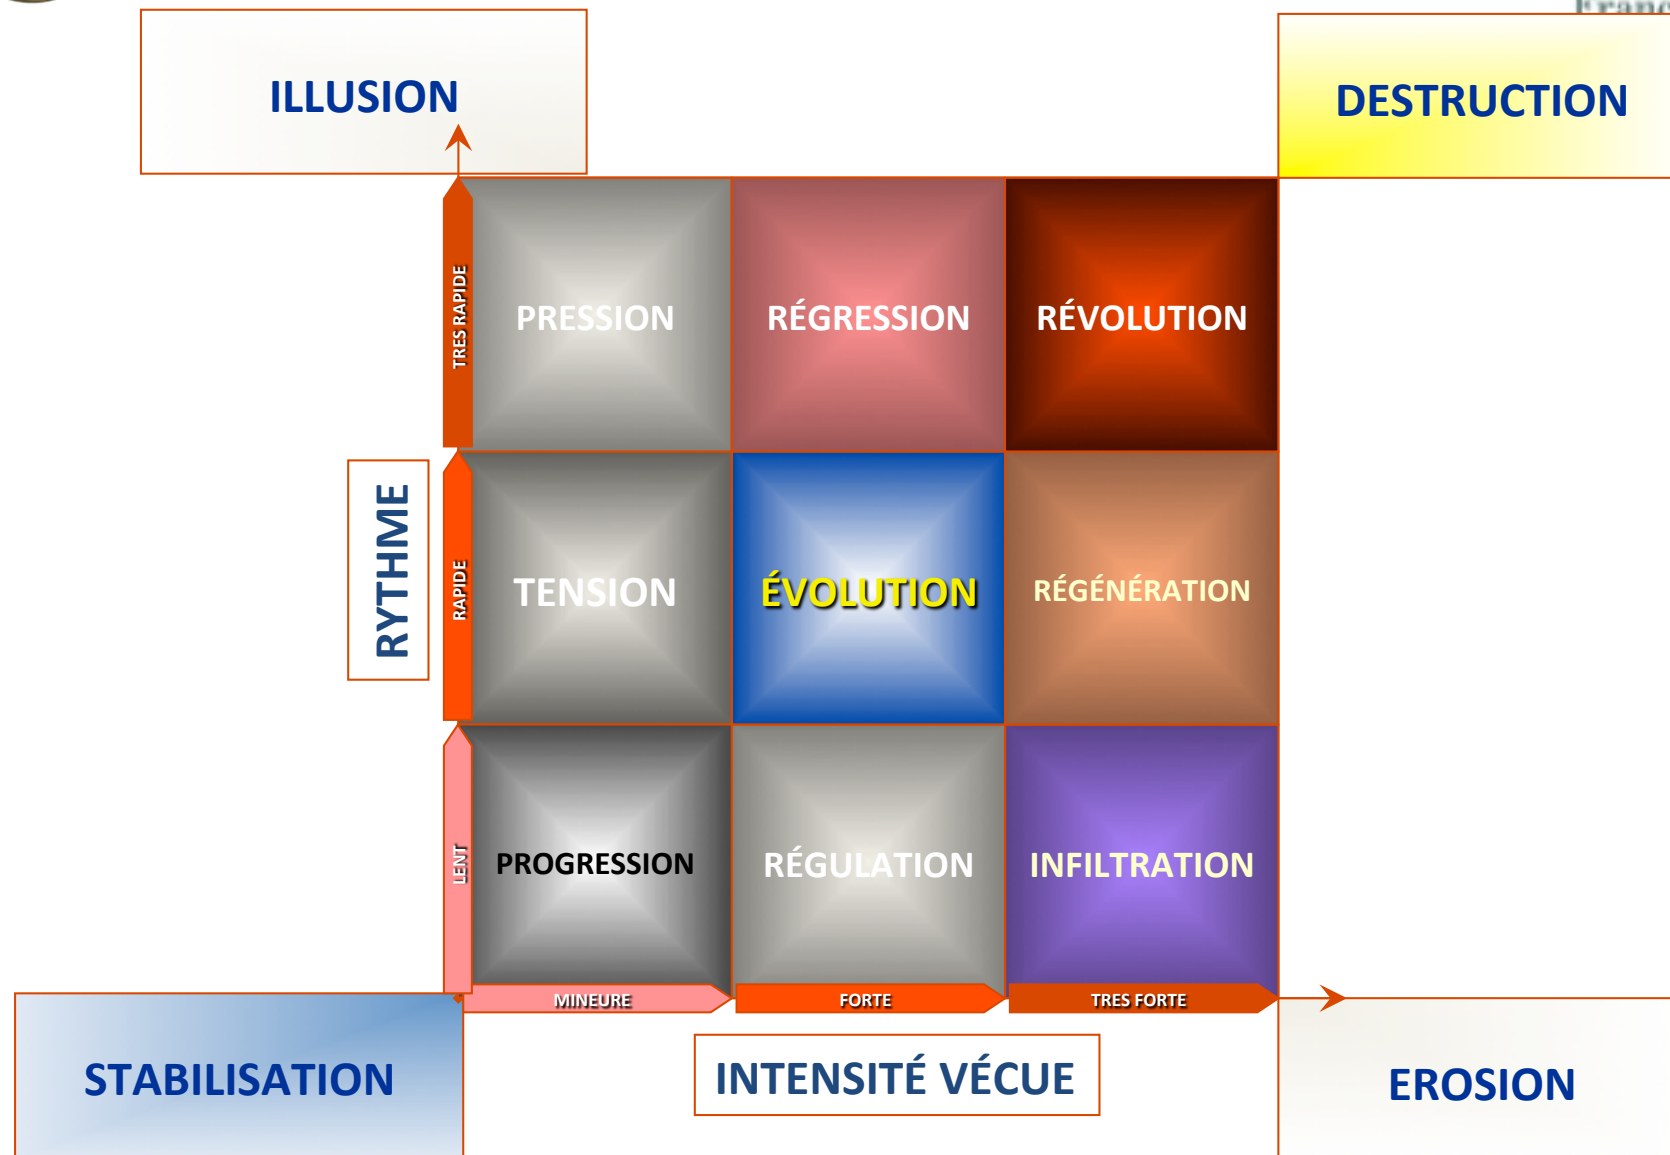 ILLUSION
DESTRUCTION
TRES RAPIDE
PRESSION
RÉGRESSION
RÉVOLUTION
RYTHME
RAPIDE
TENSION
ÉVOLUTION
RÉGÉNÉRATION
LENT
PROGRESSION
RÉGULATION
INFILTRATION
MINEURE
FORTE
TRES FORTE
STABILISATION
INTENSITÉ VÉCUE
EROSION